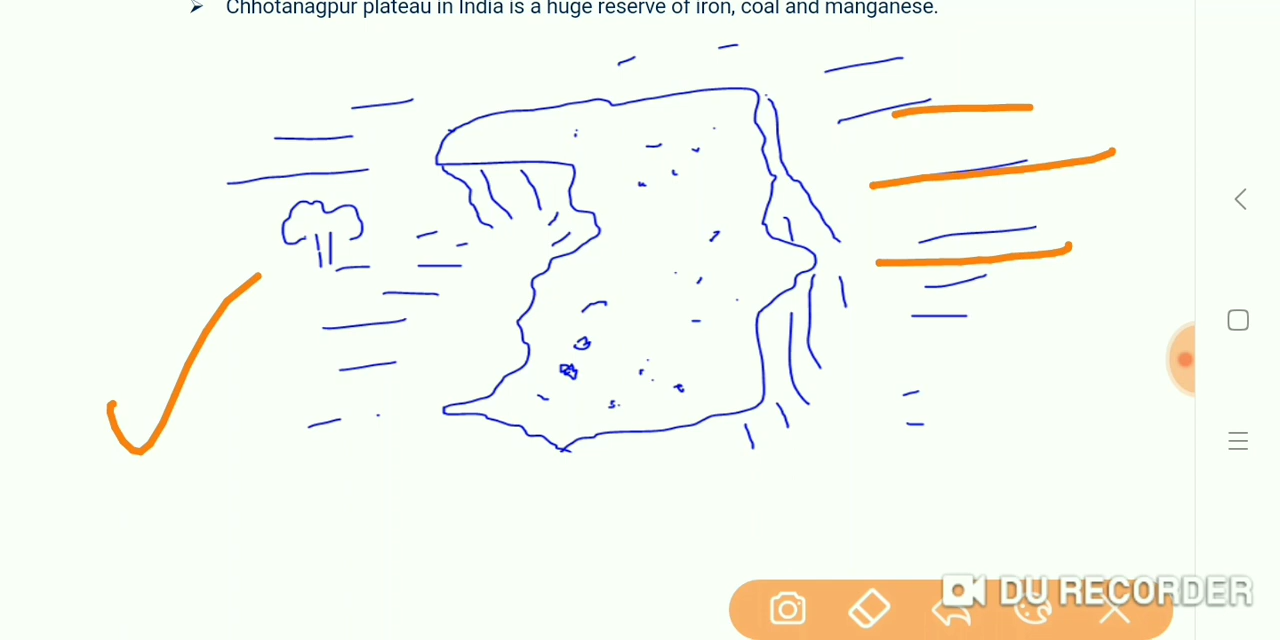 ➢ Chhotanagpur plateau in India is a huge reserve of iron, coal and manganese.
DU RECORDER